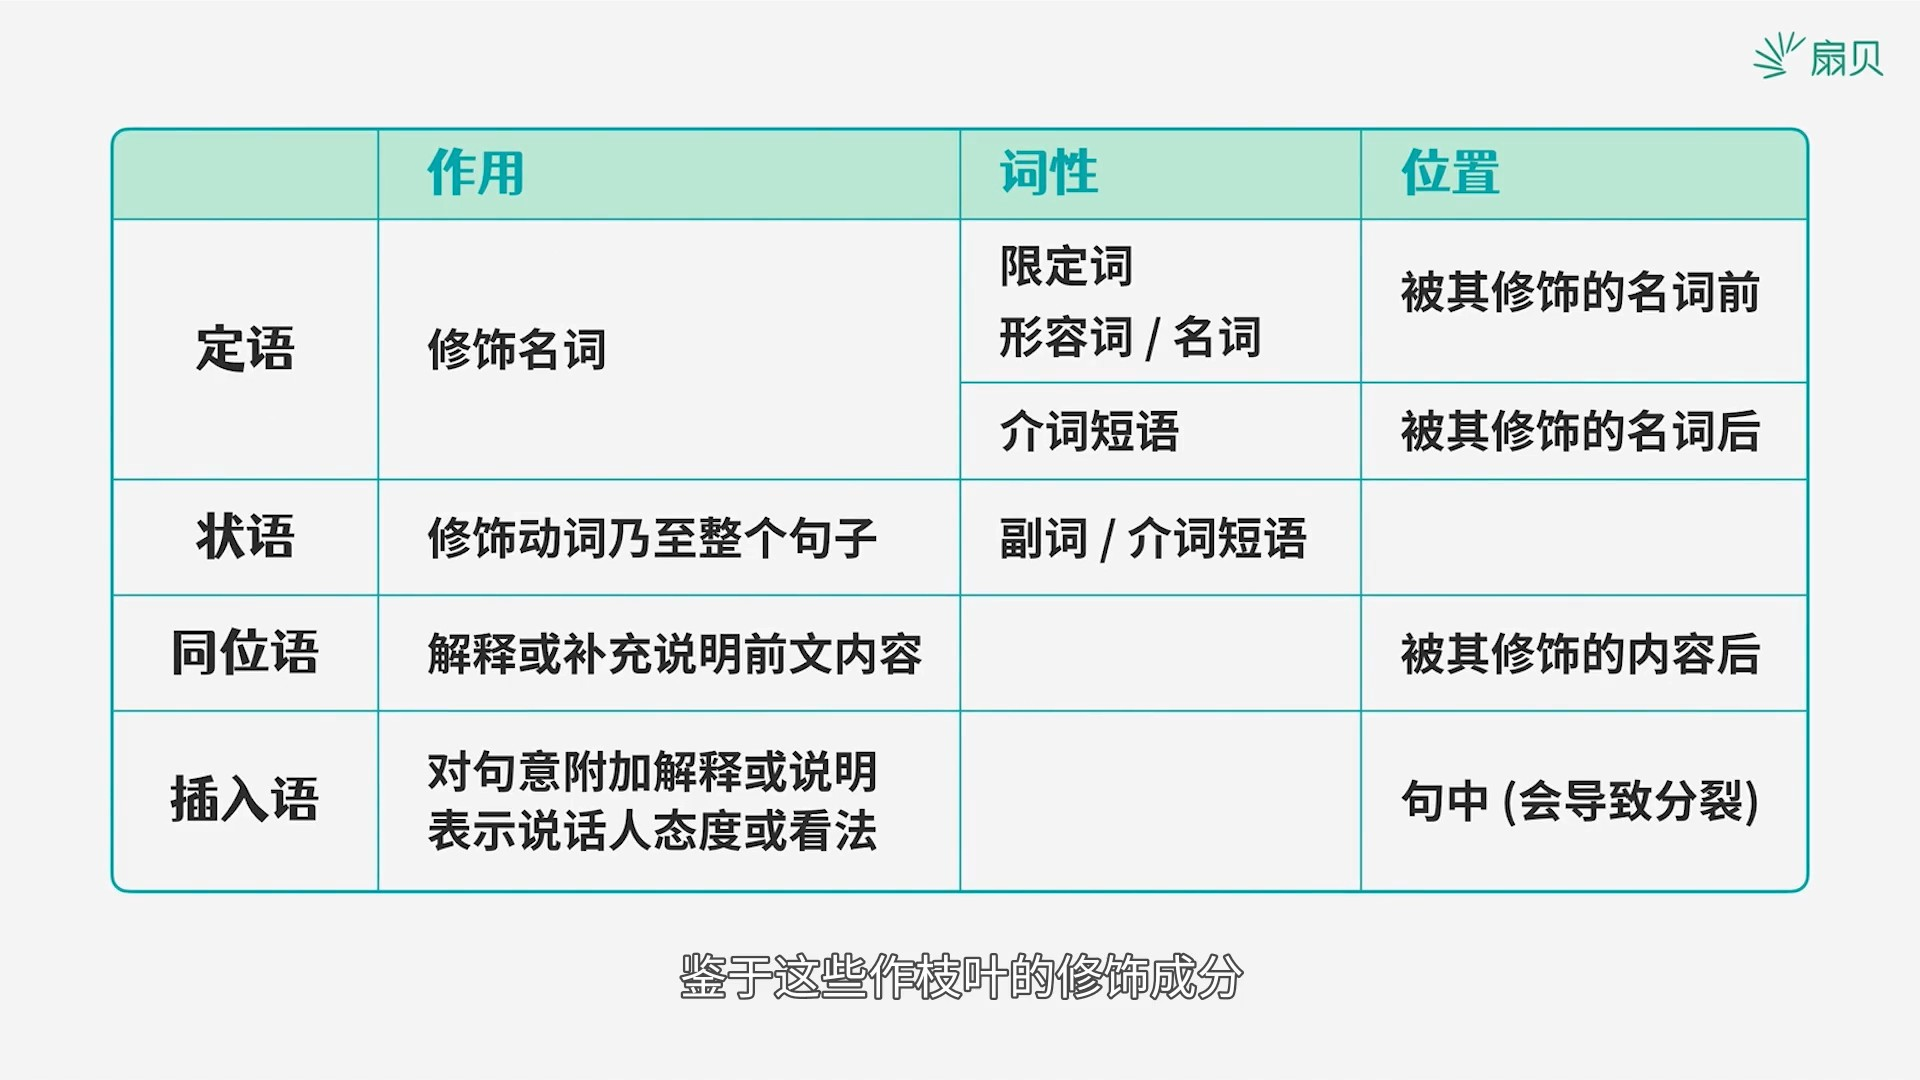 扇贝
作用
词性
位置
定语
修饰名词
限定词
形容词 / 名词
被其修饰的名词前
介词短语
被其修饰的名词后
状语
修饰动词乃至整个句子
副词 / 介词短语
同位语
解释或补充说明前文内容
被其修饰的内容后
插入语
对句意附加解释或说明
表示说话人态度或看法
句中 (会导致分裂)
鉴于这些作枝叶的修饰成分